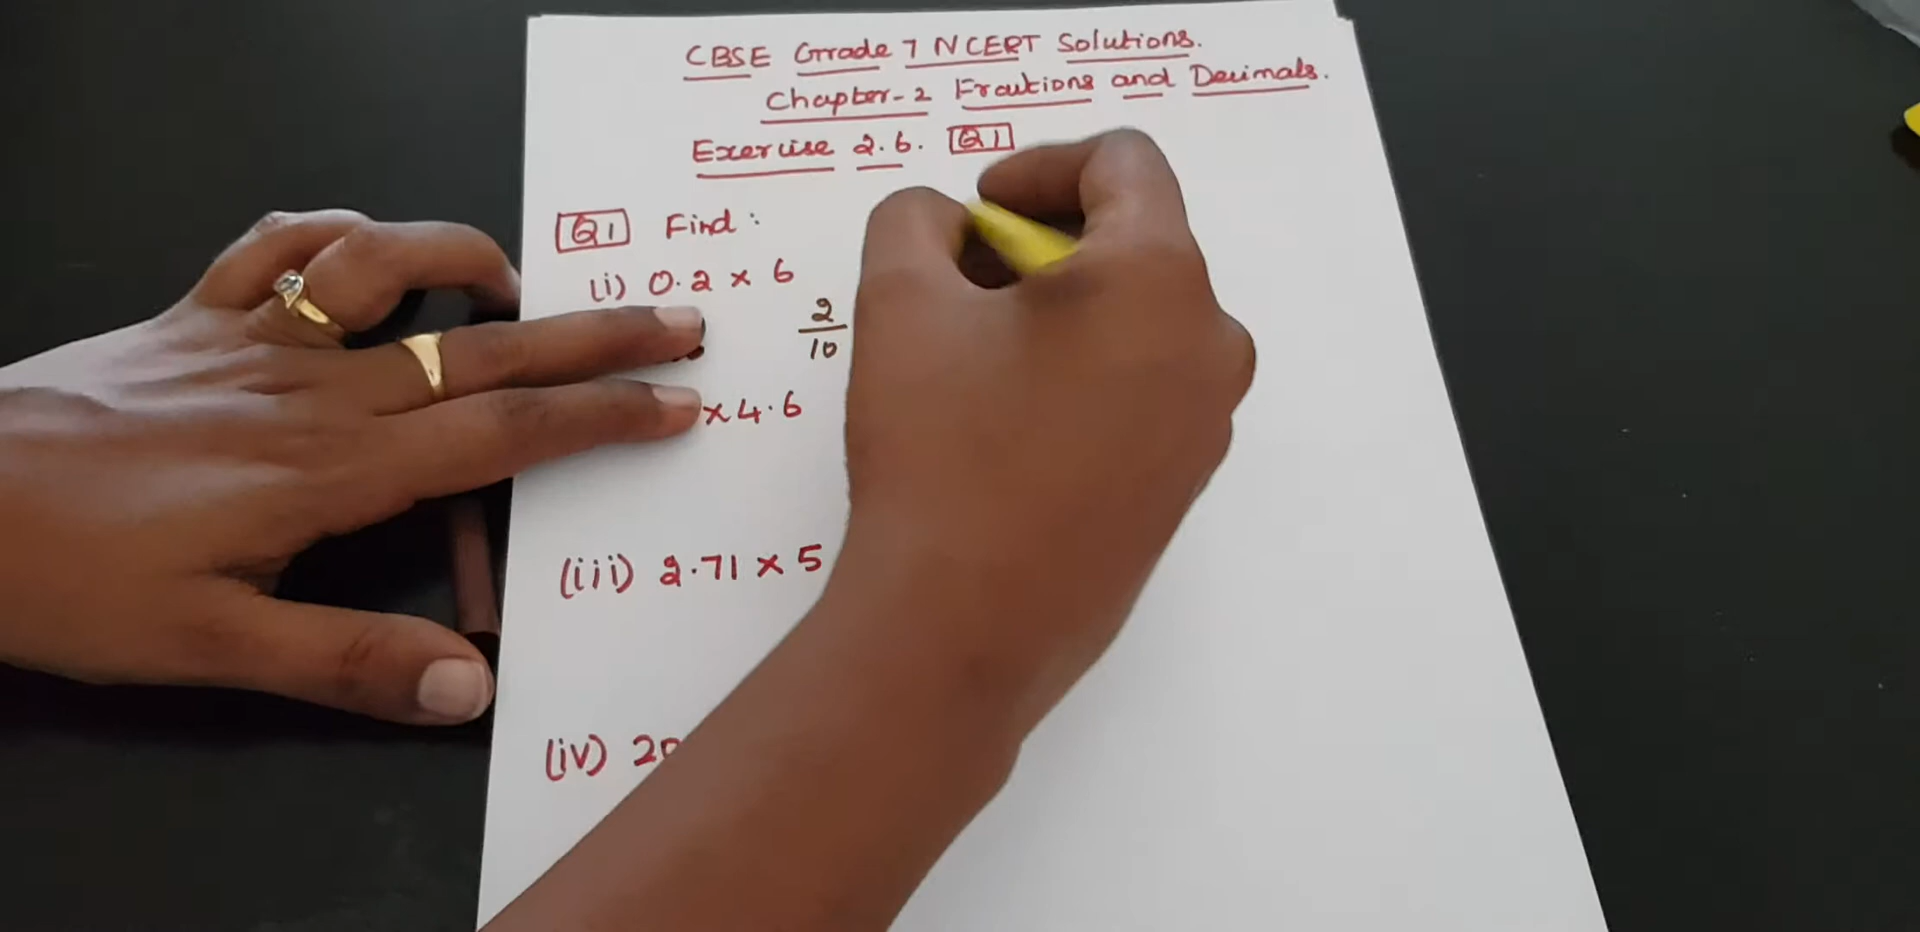 CBSE Grade 7 NCERT Solutions.
Chapter-2 Fractions and Decimals.
Exercise 2.6. Q1
Q1 Find :
(i) 0.2 × 6
2
10
× 4.6
(iii) 2.71 × 5
(iv) 20